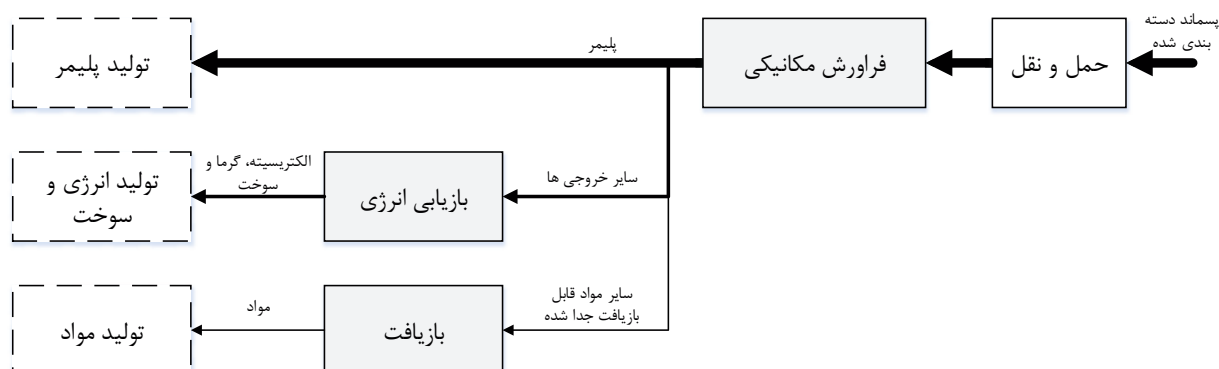 پسماند دسته
بندی شده
حمل و نقل
فراورش مکانیکی
پلیمر
تولید پلیمر
سایر خروجی ها
بازیابی انرژی
الکتریسیته، گرما و
سوخت
تولید انرژی و
سوخت
سایر مواد قابل
بازیافت جدا شده
بازیافت
مواد
تولید مواد